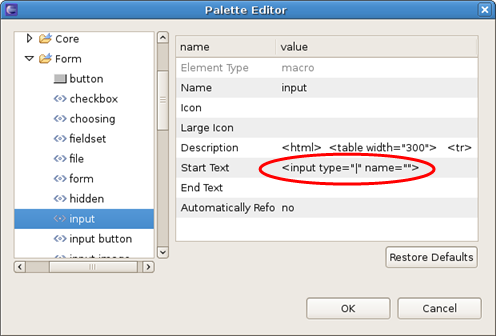 Palette Editor
Core
Form
button
checkbox
choosing
fieldset
file
form
hidden
input
input button
input image
name value
Element Type macro
Name input
Icon
Large Icon
Description <html> <table width="300"> <tr>
Start Text <input type="|" name="">
End Text
Automatically Refo no
Restore Defaults
OK Cancel